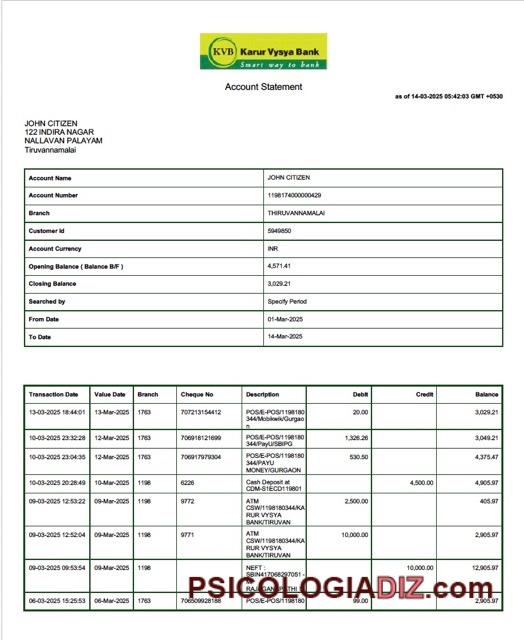 KVB Karur Vysya Bank
Smart way to bank
Account Statement
as of 14-03-2025 05:42:03 GMT +0530
JOHN CITIZEN
122 INDIRA NAGAR
NALLAVAN PALAYAM
Tiruvannamalai
Account Name JOHN CITIZEN
Account Number 1198174000000429
Branch THIRUVANNAMALAI
Customer Id 5949850
Account Currency INR
Opening Balance ( Balance B/F ) 4,571.41
Closing Balance 3,029.21
Searched by Specify Period
From Date 01-Mar-2025
To Date 14-Mar-2025
Transaction Date Value Date Branch Cheque No Description Debit Credit Balance
13-03-2025 18:44:01 13-Mar-2025 1763 707213154412 POS/E-POS/1198180 20.00 3,029.21
344/Mobikwik/Gurgao
n
10-03-2025 23:32:28 12-Mar-2025 1763 706918121699 POS/E-POS/1198180 1,326.26 3,049.21
344/PayU/SBIPG
10-03-2025 23:04:35 12-Mar-2025 1763 706917979304 POS/E-POS/1198180 530.50 4,375.47
344/PAYU
MONEY/GURGAON
10-03-2025 20:28:49 10-Mar-2025 1198 6226 Cash Deposit at 4,500.00 4,905.97
CDM-S1ECD119801
09-03-2025 12:53:22 09-Mar-2025 1198 9772 ATM 2,500.00 405.97
CSW/1198180344/KA
RUR VYSYA
BANK/TIRUVAN
09-03-2025 12:52:04 09-Mar-2025 1198 9771 ATM 10,000.00 2,905.97
CSW/1198180344/KA
RUR VYSYA
BANK/TIRUVAN
09-03-2025 09:53:54 09-Mar-2025 1198 NEFT : 10,000.00 12,905.97
SBIN417068297051 -
PSICOLOGIADIZ.com
06-03-2025 15:25:53 06-Mar-2025 1763 706509928188 POS/E-POS/1198180 99.00 2,905.97